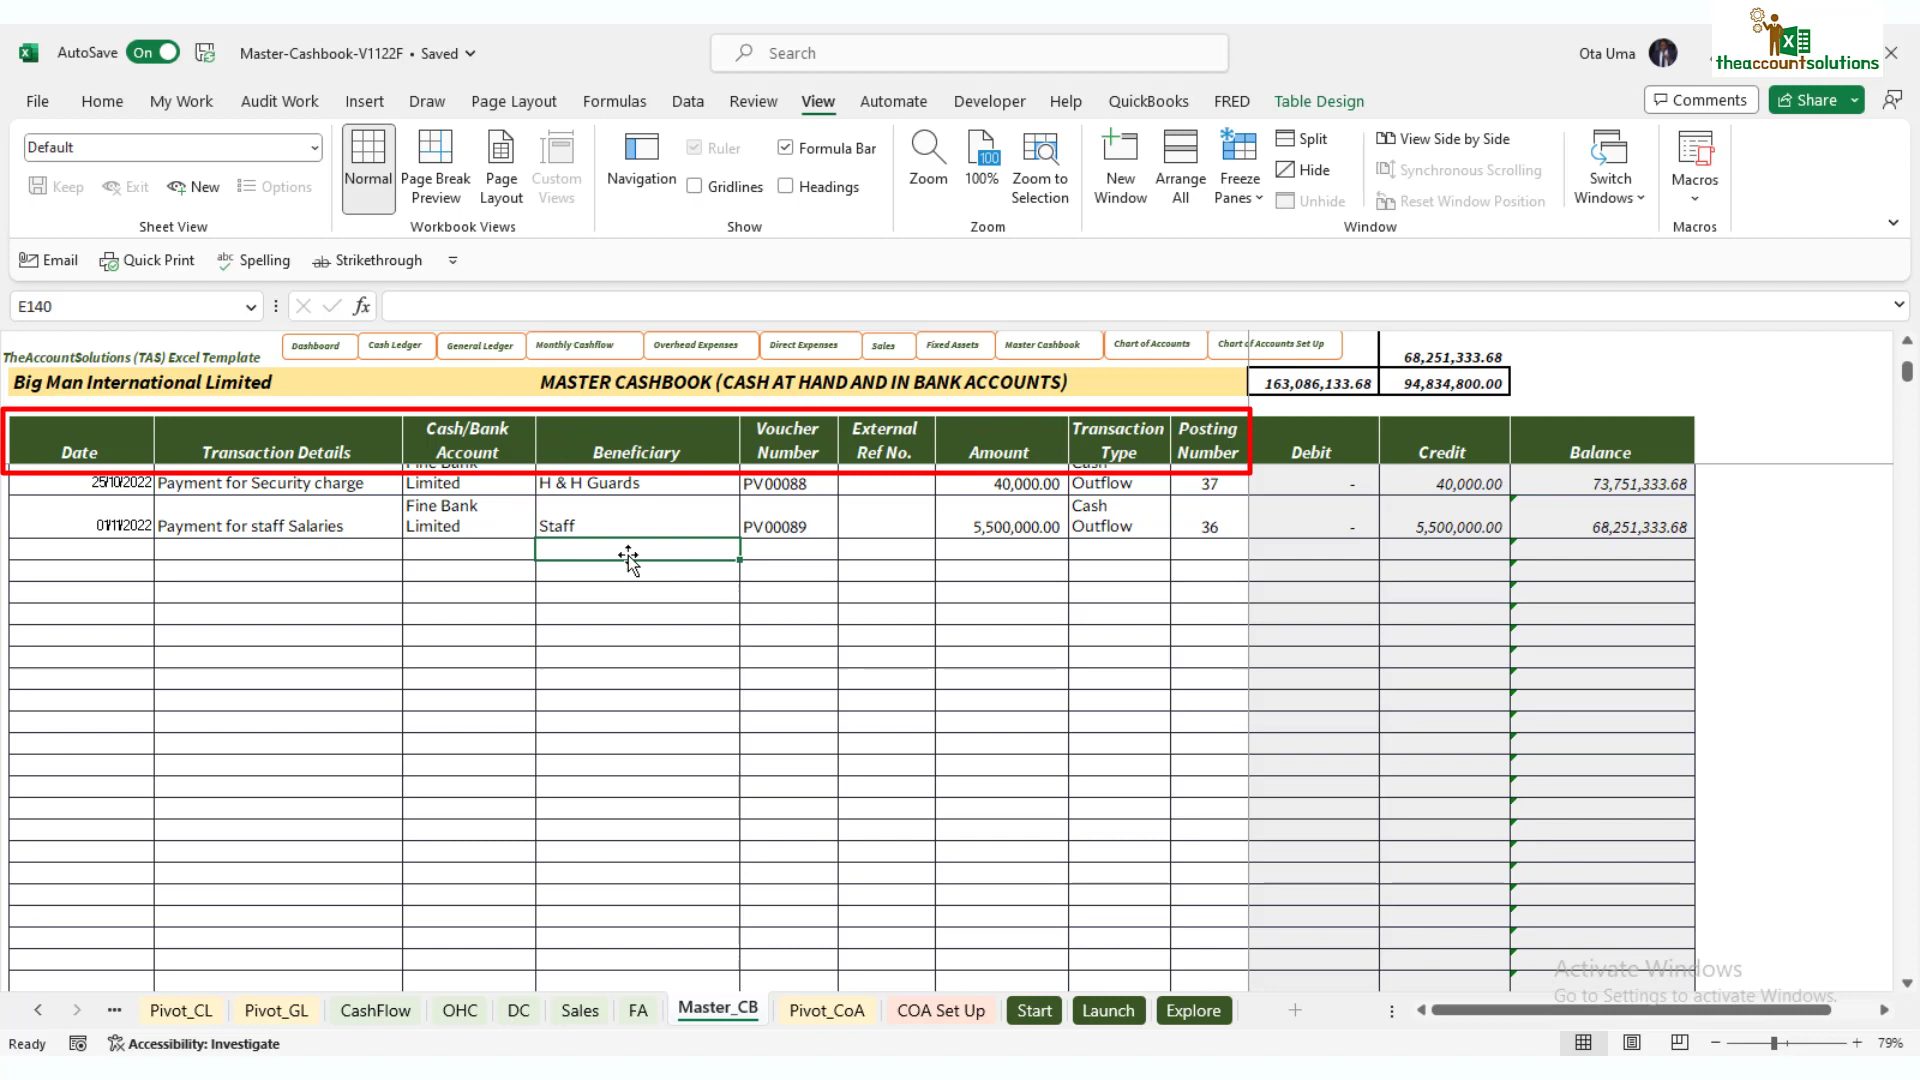 AutoSave On Master-Cashbook-V1122F • Saved Search Ota Uma
theaccountsolutions
File Home My Work Audit Work Insert Draw Page Layout Formulas Data Review View Automate Developer Help QuickBooks FRED Table Design Comments Share
Default
Keep Exit New Options
Sheet View
Normal Page Break Preview Page Layout Custom Views
Workbook Views
Navigation Ruler Formula Bar
Gridlines Headings
Show
Zoom 100 100% Zoom to Selection
Zoom
New Window Arrange All Freeze Panes
Split
Hide
Unhide
View Side by Side
Synchronous Scrolling
Reset Window Position
Window
Switch Windows
Macros
Macros
Email Quick Print abc Spelling ab Strikethrough
E140 fx
Dashboard Cash Ledger General Ledger Monthly Cashflow Overhead Expenses Direct Expenses Sales Fixed Assets Master Cashbook Chart of Accounts Chart of Accounts Set Up
TheAccountSolutions (TAS) Excel Template 68,251,333.68
Big Man International Limited MASTER CASHBOOK (CASH AT HAND AND IN BANK ACCOUNTS) 163,086,133.68 94,834,800.00
Date Transaction Details Cash/Bank Account Beneficiary Voucher Number External Ref No. Amount Transaction Type Posting Number Debit Credit Balance
25/10/2022 Payment for Security charge Fine Bank Limited H & H Guards PV00088 40,000.00 Cash Outflow 37 - 40,000.00 73,751,333.68
01/11/2022 Payment for staff Salaries Fine Bank Limited Staff PV00089 5,500,000.00 Cash Outflow 36 - 5,500,000.00 68,251,333.68
Activate Windows
Go to Settings to activate Windows.
Pivot_CL Pivot_GL CashFlow OHC DC Sales FA Master_CB Pivot_CoA COA Set Up Start Launch Explore
Ready Accessibility: Investigate 79%